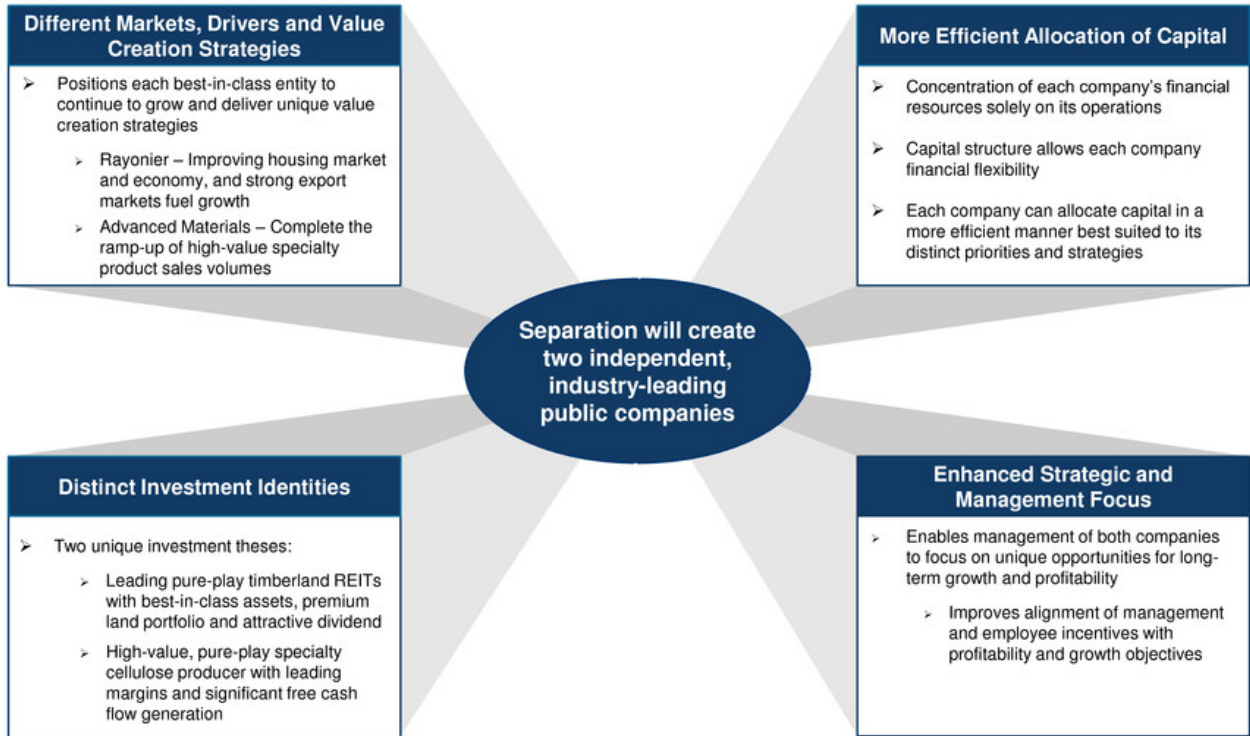 Different Markets, Drivers and Value
Creation Strategies
➢ Positions each best-in-class entity to
continue to grow and deliver unique value
creation strategies
➢ Rayonier – Improving housing market
and economy, and strong export
markets fuel growth
➢ Advanced Materials – Complete the
ramp-up of high-value specialty
product sales volumes
More Efficient Allocation of Capital
➢ Concentration of each company’s financial
resources solely on its operations
➢ Capital structure allows each company
financial flexibility
➢ Each company can allocate capital in a
more efficient manner best suited to its
distinct priorities and strategies
Separation will create
two independent,
industry-leading
public companies
Distinct Investment Identities
➢ Two unique investment theses:
➢ Leading pure-play timberland REITs
with best-in-class assets, premium
land portfolio and attractive dividend
➢ High-value, pure-play specialty
cellulose producer with leading
margins and significant free cash
flow generation
Enhanced Strategic and
Management Focus
➢ Enables management of both companies
to focus on unique opportunities for long-
term growth and profitability
➢ Improves alignment of management
and employee incentives with
profitability and growth objectives